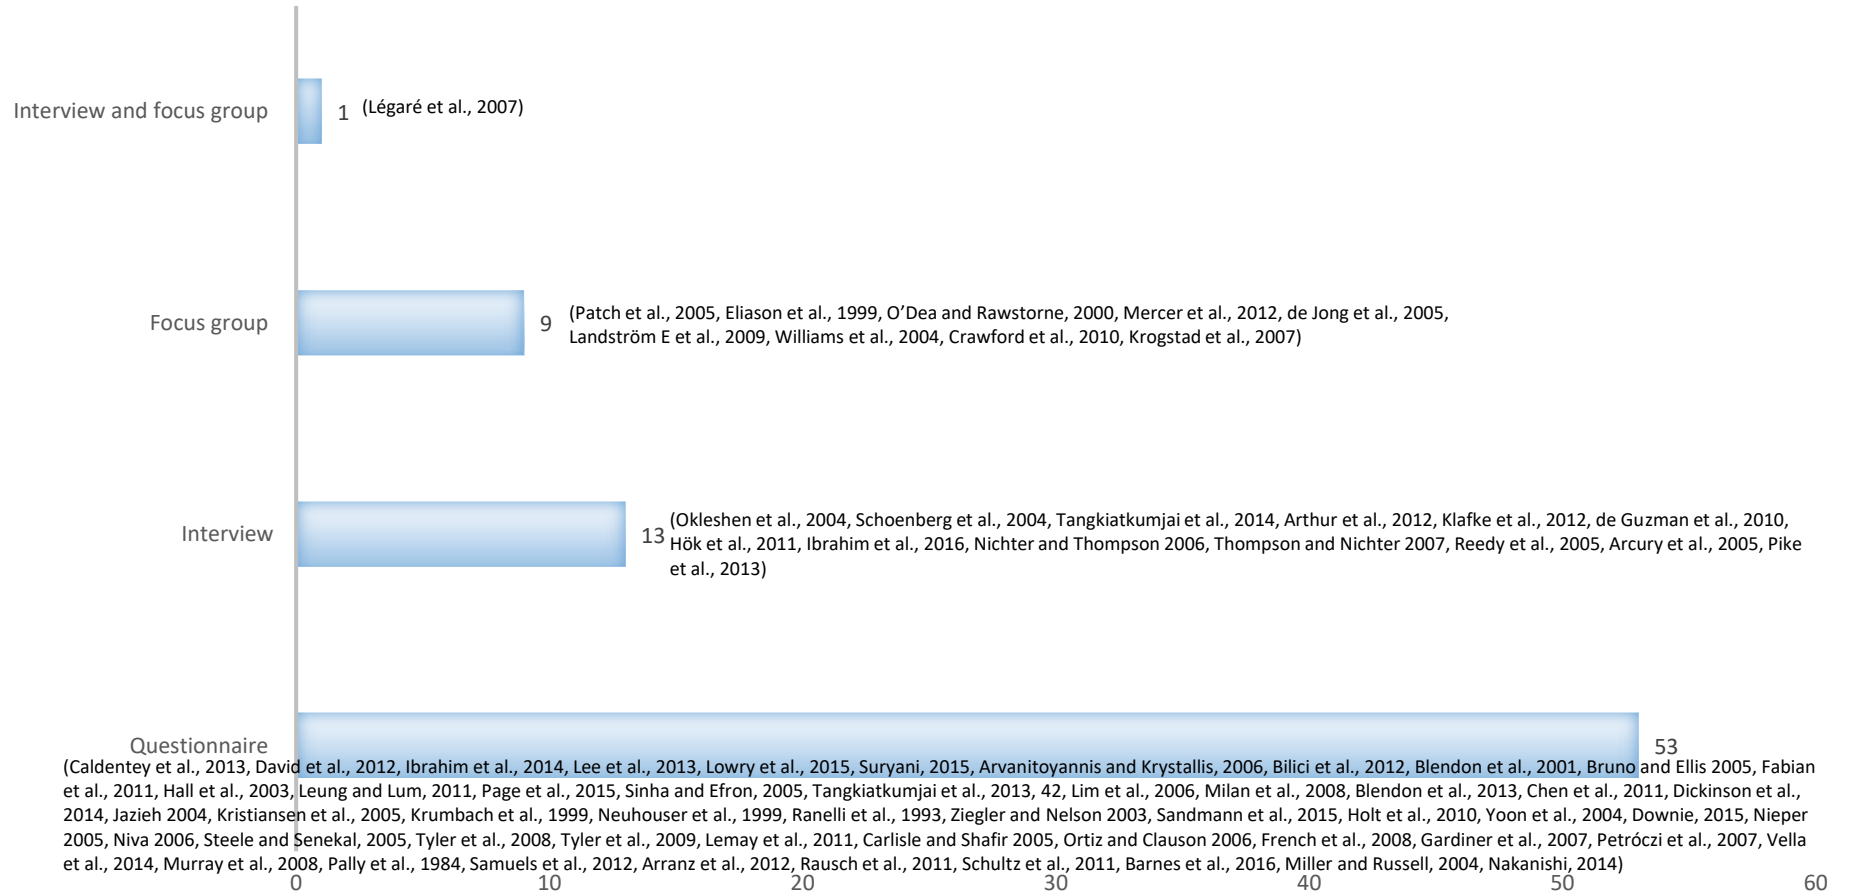 Interview and focus group
1 (Légaré et al., 2007)
Focus group
9 (Patch et al., 2005, Eliason et al., 1999, O’Dea and Rawstorne, 2000, Mercer et al., 2012, de Jong et al., 2005,
Landström E et al., 2009, Williams et al., 2004, Crawford et al., 2010, Krogstad et al., 2007)
Interview
13 (Okleshen et al., 2004, Schoenberg et al., 2004, Tangkiatkumjai et al., 2014, Arthur et al., 2012, Klafke et al., 2012, de Guzman et al., 2010,
Hök et al., 2011, Ibrahim et al., 2016, Nichter and Thompson 2006, Thompson and Nichter 2007, Reedy et al., 2005, Arcury et al., 2005, Pike
et al., 2013)
Questionnaire
53
(Caldentey et al., 2013, David et al., 2012, Ibrahim et al., 2014, Lee et al., 2013, Lowry et al., 2015, Suryani, 2015, Arvanitoyannis and Krystallis, 2006, Bilici et al., 2012, Blendon et al., 2001, Bruno and Ellis 2005, Fabian
et al., 2011, Hall et al., 2003, Leung and Lum, 2011, Page et al., 2015, Sinha and Efron, 2005, Tangkiatkumjai et al., 2013, 42, Lim et al., 2006, Milan et al., 2008, Blendon et al., 2013, Chen et al., 2011, Dickinson et al.,
2014, Jazieh 2004, Kristiansen et al., 2005, Krumbach et al., 1999, Neuhouser et al., 1999, Ranelli et al., 1993, Ziegler and Nelson 2003, Sandmann et al., 2015, Holt et al., 2010, Yoon et al., 2004, Downie, 2015, Nieper
2005, Niva 2006, Steele and Senekal, 2005, Tyler et al., 2008, Tyler et al., 2009, Lemay et al., 2011, Carlisle and Shafir 2005, Ortiz and Clauson 2006, French et al., 2008, Gardiner et al., 2007, Petróczi et al., 2007, Vella
et al., 2014, Murray et al., 2008, Pally et al., 1984, Samuels et al., 2012, Arranz et al., 2012, Rausch et al., 2011, Schultz et al., 2011, Barnes et al., 2016, Miller and Russell, 2004, Nakanishi, 2014)
0 10 20 30 40 50 60